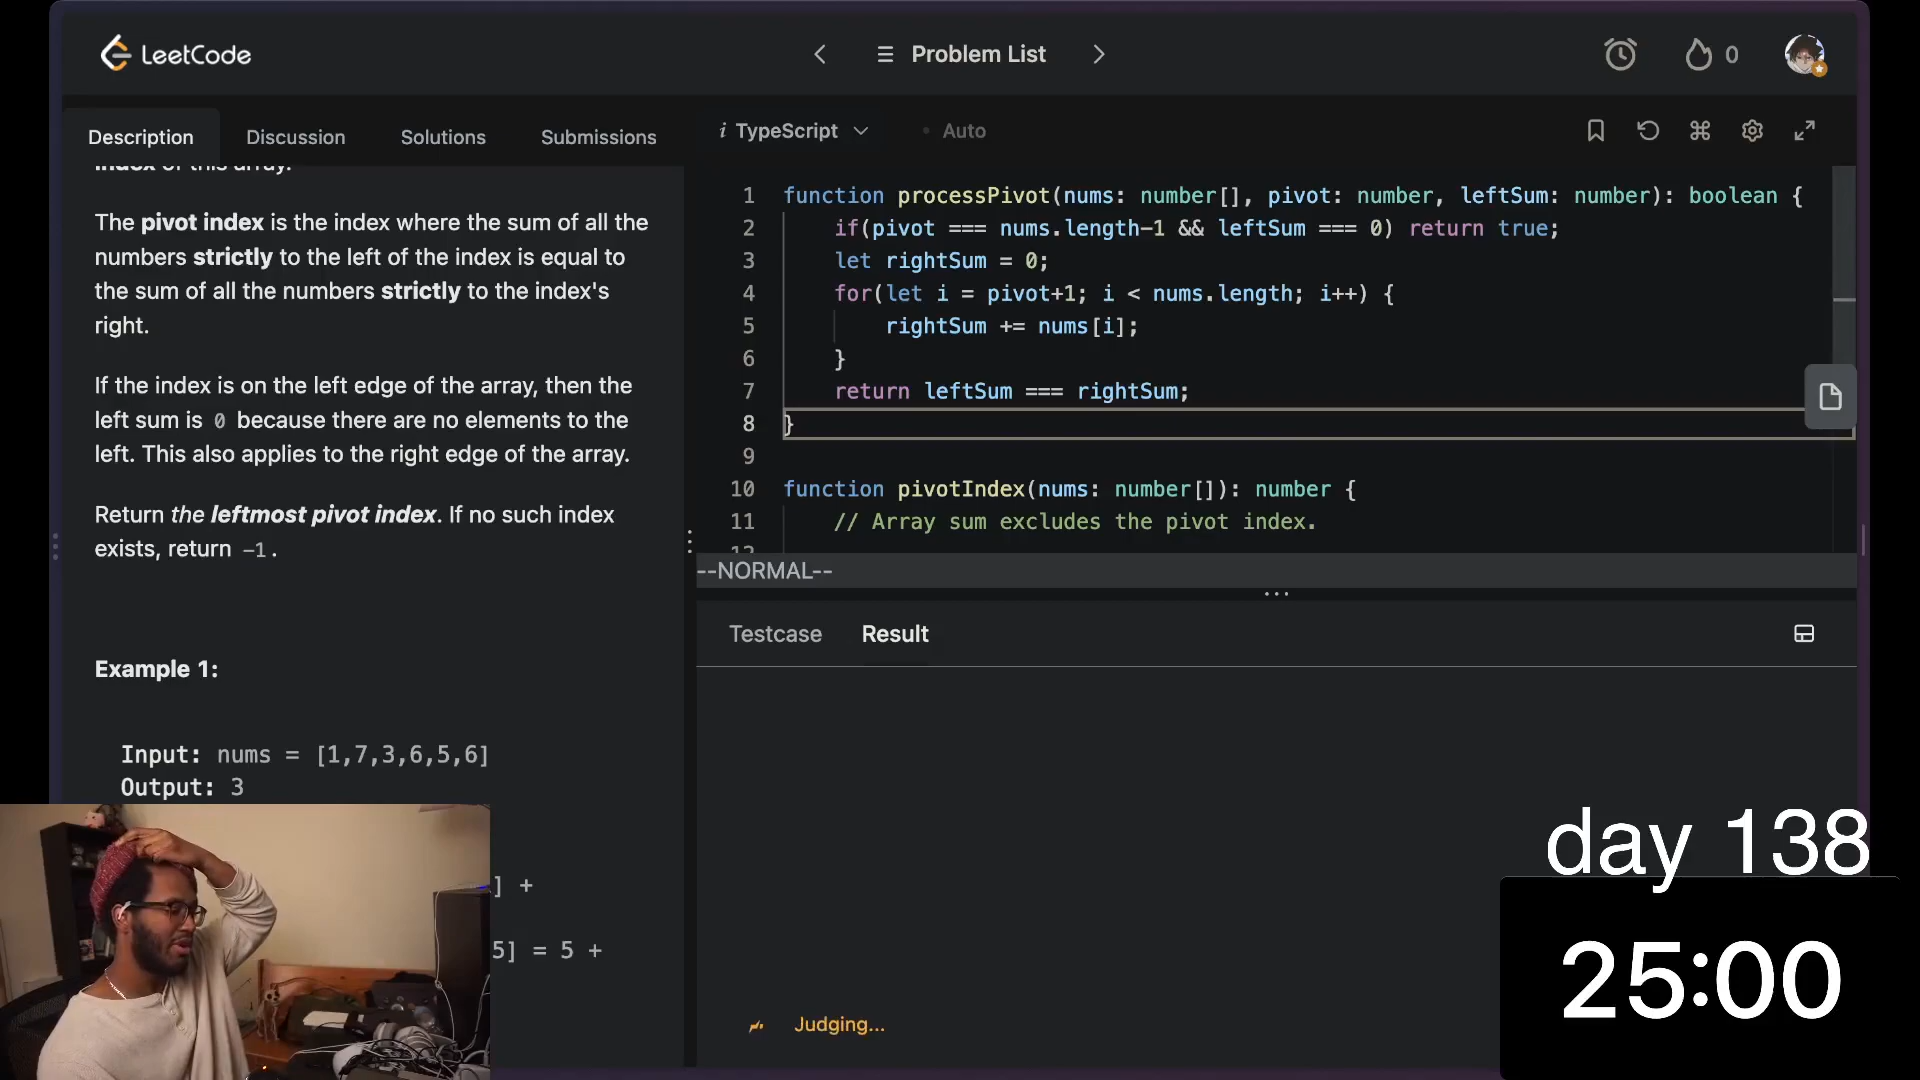 LeetCode
Problem List
0
Description
Discussion
Solutions
Submissions
i TypeScript
• Auto
index of this array.
The pivot index is the index where the sum of all the
numbers strictly to the left of the index is equal to
the sum of all the numbers strictly to the index's
right.
If the index is on the left edge of the array, then the
left sum is 0 because there are no elements to the
left. This also applies to the right edge of the array.
Return the leftmost pivot index. If no such index
exists, return -1.
Example 1:
Input: nums = [1,7,3,6,5,6]
Output: 3
] +
5] = 5 +
1 function processPivot(nums: number[], pivot: number, leftSum: number): boolean {
2 if(pivot === nums.length-1 && leftSum === 0) return true;
3 let rightSum = 0;
4 for(let i = pivot+1; i < nums.length; i++) {
5 rightSum += nums[i];
6 }
7 return leftSum === rightSum;
8 }
9
10 function pivotIndex(nums: number[]): number {
11 // Array sum excludes the pivot index.
12
--NORMAL--
Testcase
Result
Judging...
day 138
25:00